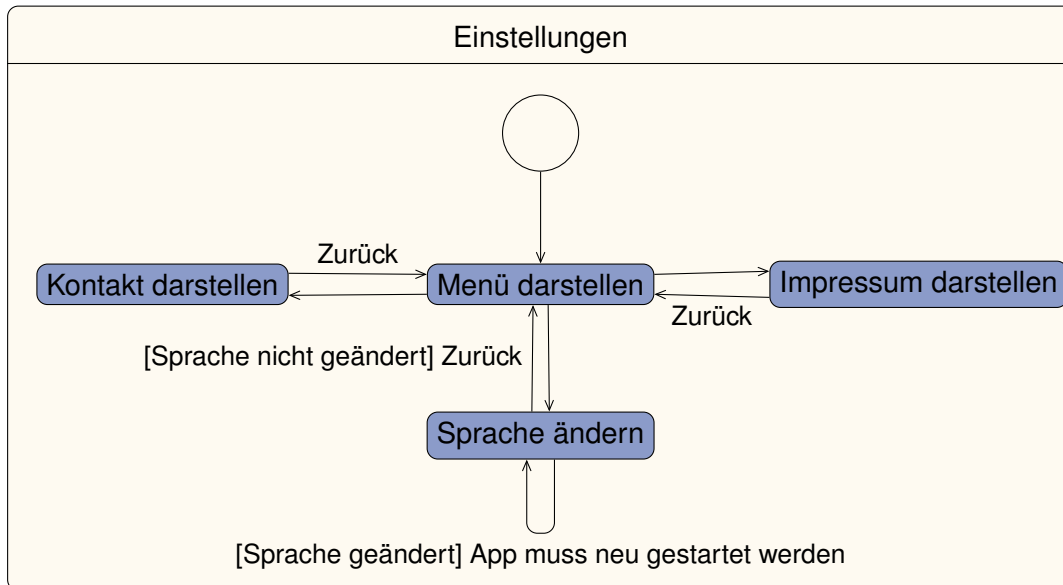 Einstellungen
Zurück
Kontakt darstellen
Menü darstellen
Impressum darstellen
Zurück
[Sprache nicht geändert] Zurück
Sprache ändern
[Sprache geändert] App muss neu gestartet werden